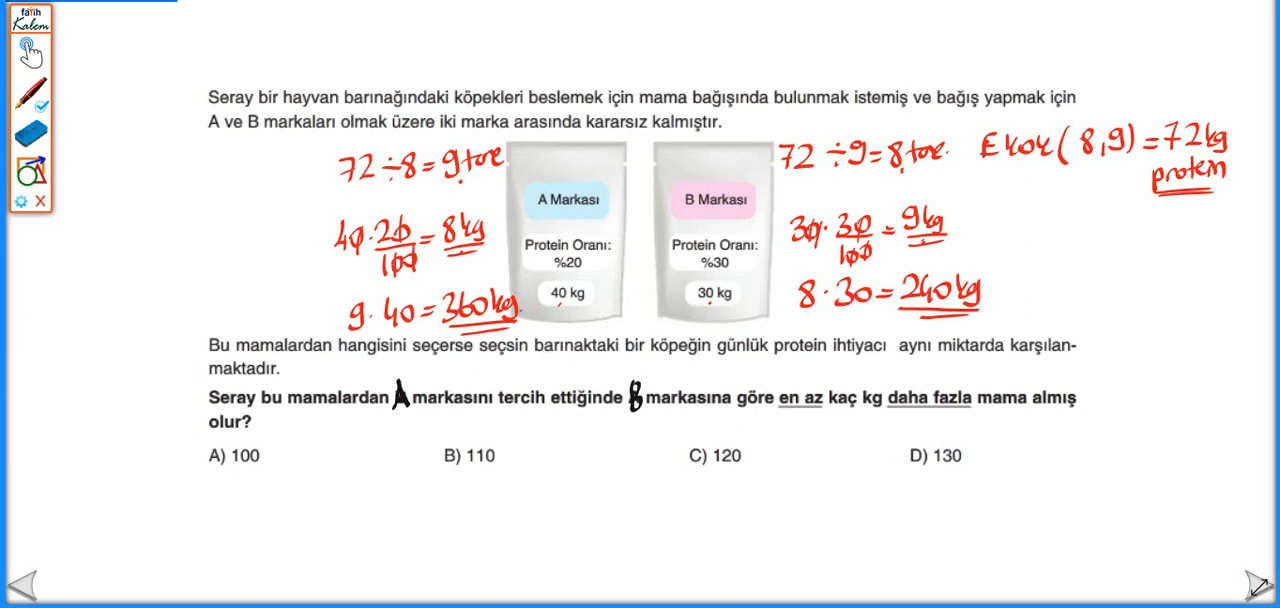 fatih
Kalem
Seray bir hayvan barınağındaki köpekleri beslemek için mama bağışında bulunmak istemiş ve bağış yapmak için
A ve B markaları olmak üzere iki marka arasında kararsız kalmıştır.
72 ÷ 8 = 9 tane
72 ÷ 9 = 8 tane.
Ekok (8,9) = 72 kg
protein
A Markası
B Markası
40 · 20/100 = 8 kg
Protein Oranı:
%20
Protein Oranı:
%30
30 · 30/100 = 9 kg
9 · 40 = 360 kg
40 kg
30 kg
8 · 30 = 240 kg
Bu mamalardan hangisini seçerse seçsin barınaktaki bir köpeğin günlük protein ihtiyacı aynı miktarda karşılan-
maktadır.
Seray bu mamalardan A markasını tercih ettiğinde B markasına göre en az kaç kg daha fazla mama almış
olur?
A) 100 B) 110 C) 120 D) 130